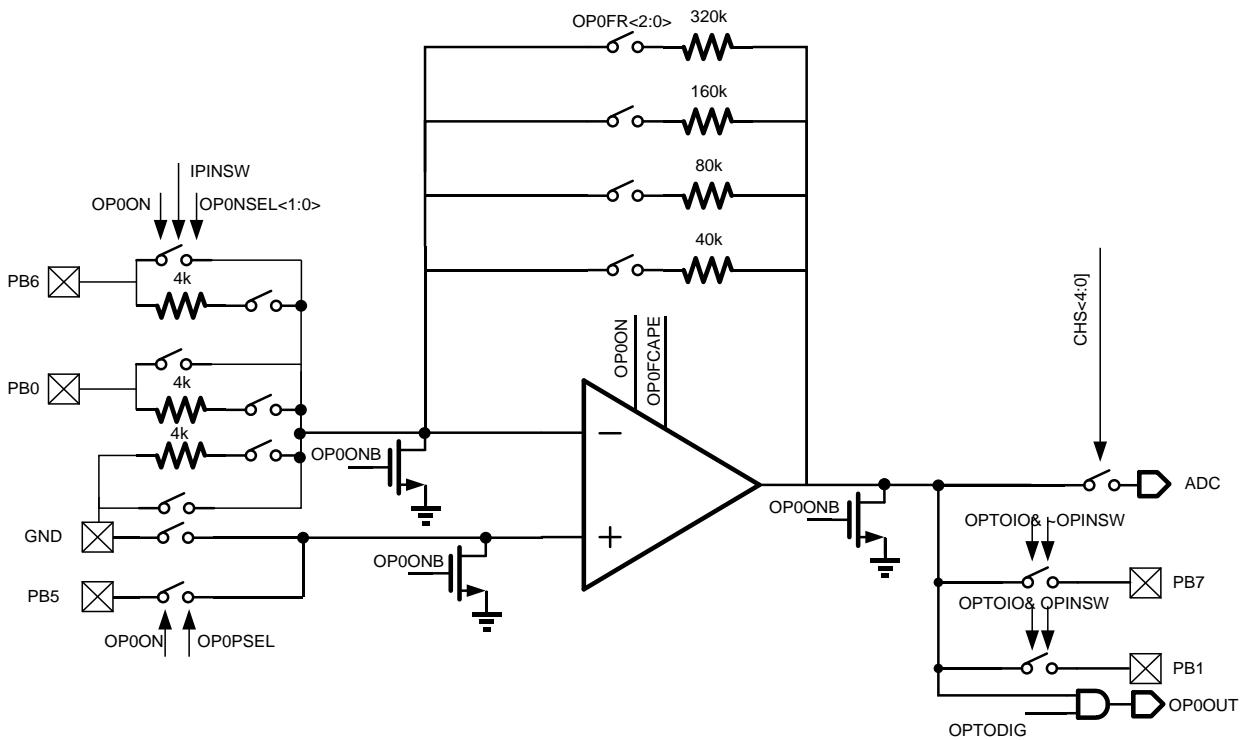 OP0FR<2:0>
320k
160k
80k
40k
IPINSW
OP0ON
OP0NSEL<1:0>
PB6
4k
PB0
4k
4k
GND
PB5
OP0ON
OP0PSEL
OP0ONB
OP0ONB
OP0ON
OP0FCAPE
OP0ONB
CHS<4:0]
ADC
OPTOIO& ~OPINSW
PB7
OPTOIO& OPINSW
PB1
OP0OUT
OPTODIG